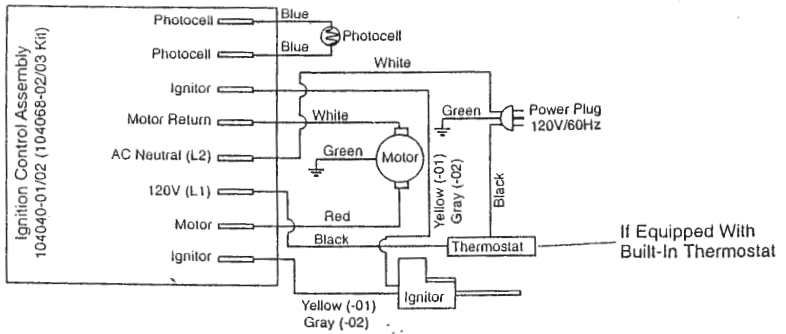 Ignition Control Assembly
104040-01/02 (104068-02/03 Kit)
Photocell
Blue
Photocell
Photocell
Blue
White
Ignitor
Green
Power Plug
120V/60Hz
Motor Return
White
AC Neutral (L2)
Green
Motor
Yellow (-01)
Gray (-02)
Black
120V (L1)
Motor
Red
Black
Thermostat
If Equipped With
Built-In Thermostat
Ignitor
Ignitor
Yellow (-01)
Gray (-02)